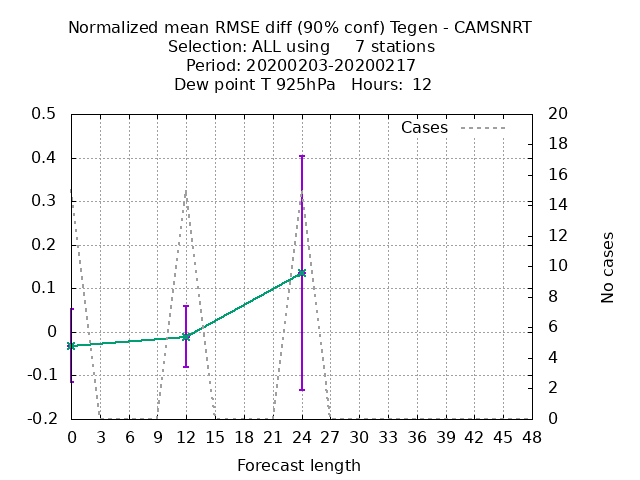 Normalized mean RMSE diff (90% conf) Tegen - CAMSNRT
Selection: ALL using     7 stations
Period: 20200203-20200217
Dew point T 925hPa   Hours:  12
Cases
0.5
0.4
0.3
0.2
0.1
0
-0.1
-0.2
20
18
16
14
12
10
8
6
4
2
0
No cases
0 3 6 9 12 15 18 21 24 27 30 33 36 39 42 45 48
Forecast length